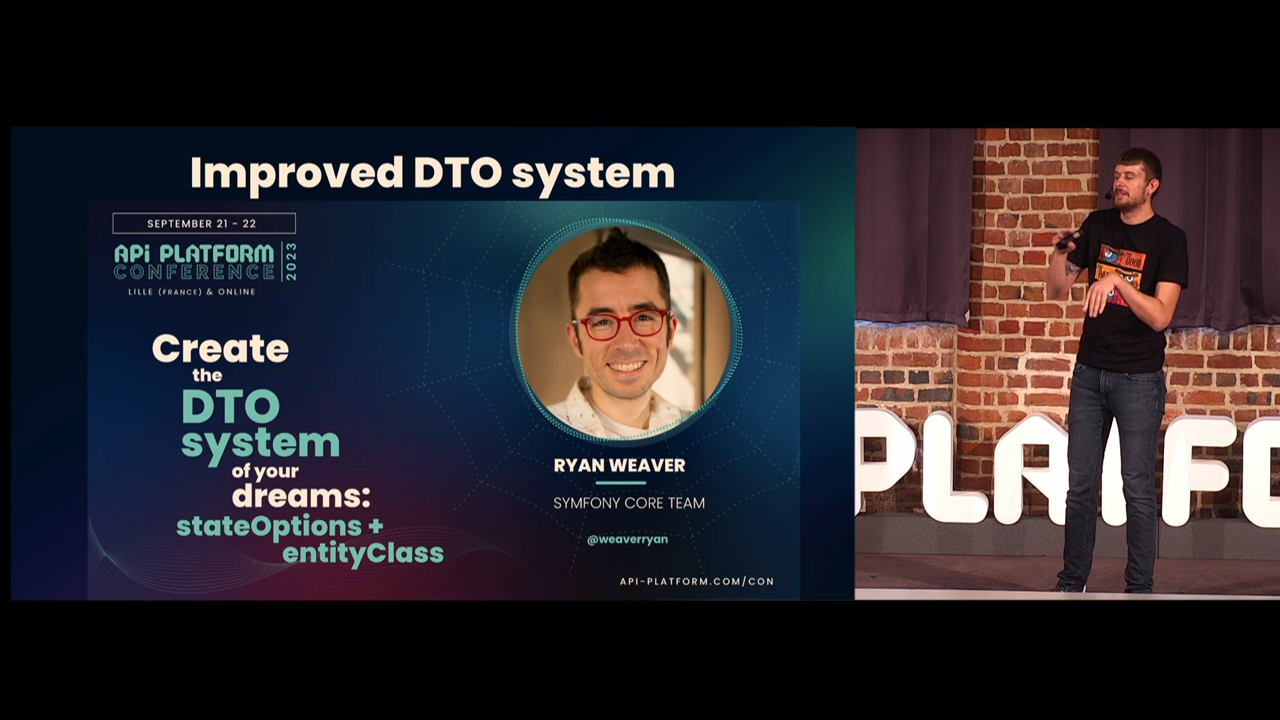 Improved DTO system
SEPTEMBER 21 - 22
APi PLATFORM
CONFERENCE
2023
LILLE (FRANCE) & ONLINE
Create
the
DTO
system
of your
dreams:
stateOptions +
entityClass
RYAN WEAVER
SYMFONY CORE TEAM
@weaverryan
API-PLATFORM.COM/CON
PLATFO